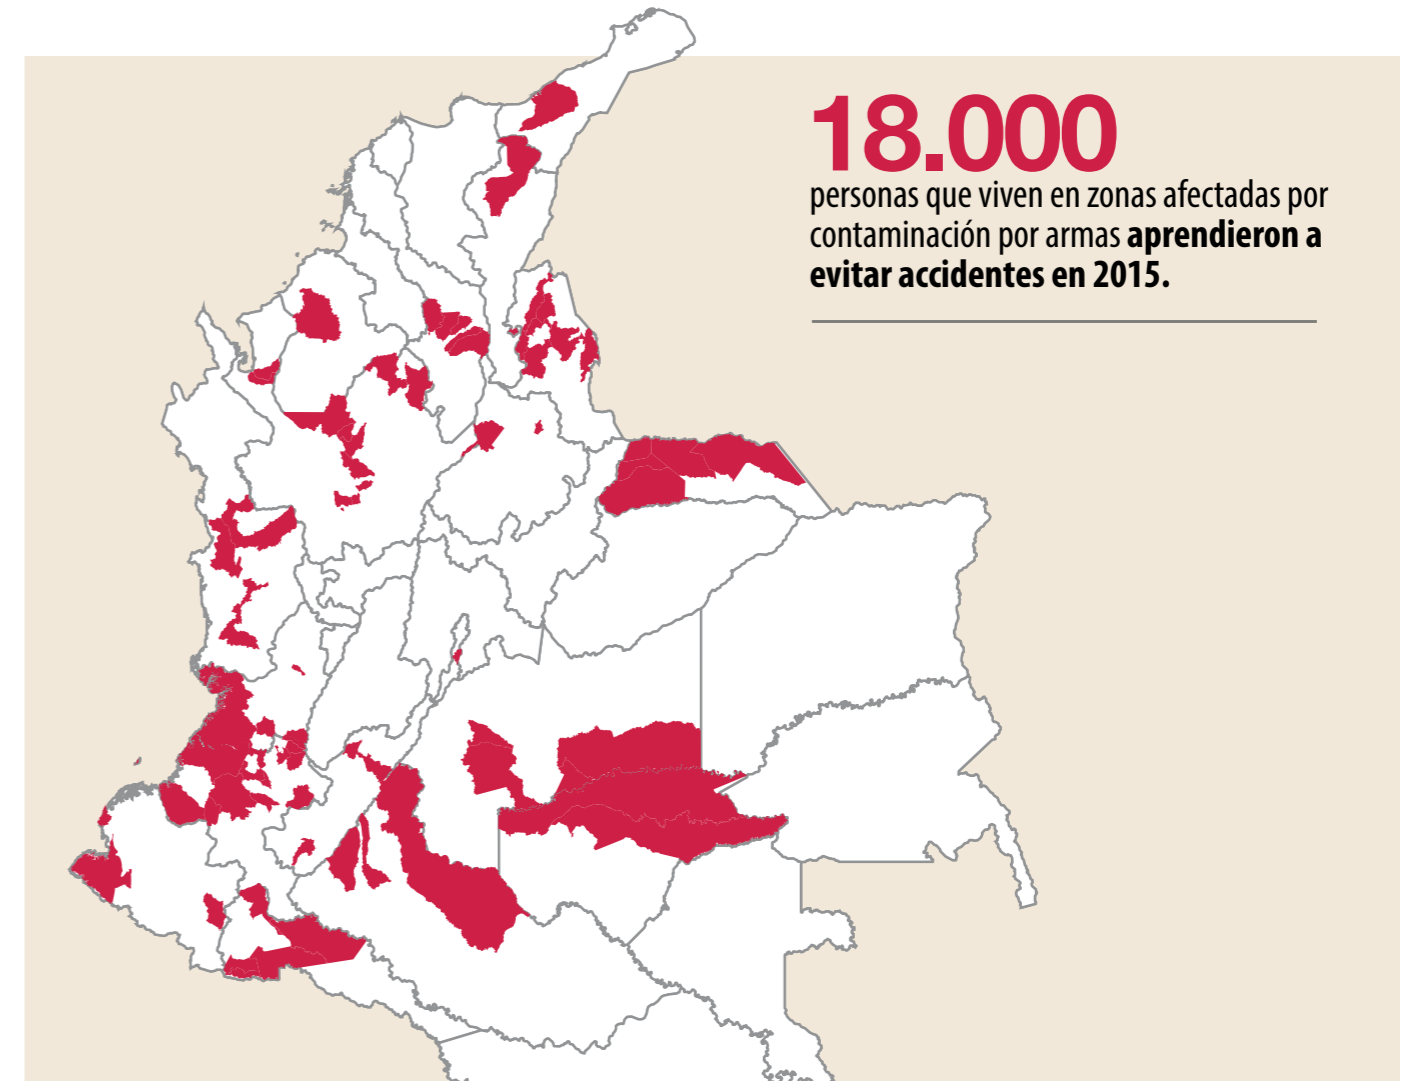 18.000
personas que viven en zonas afectadas por
contaminación por armas aprendieron a
evitar accidentes en 2015.